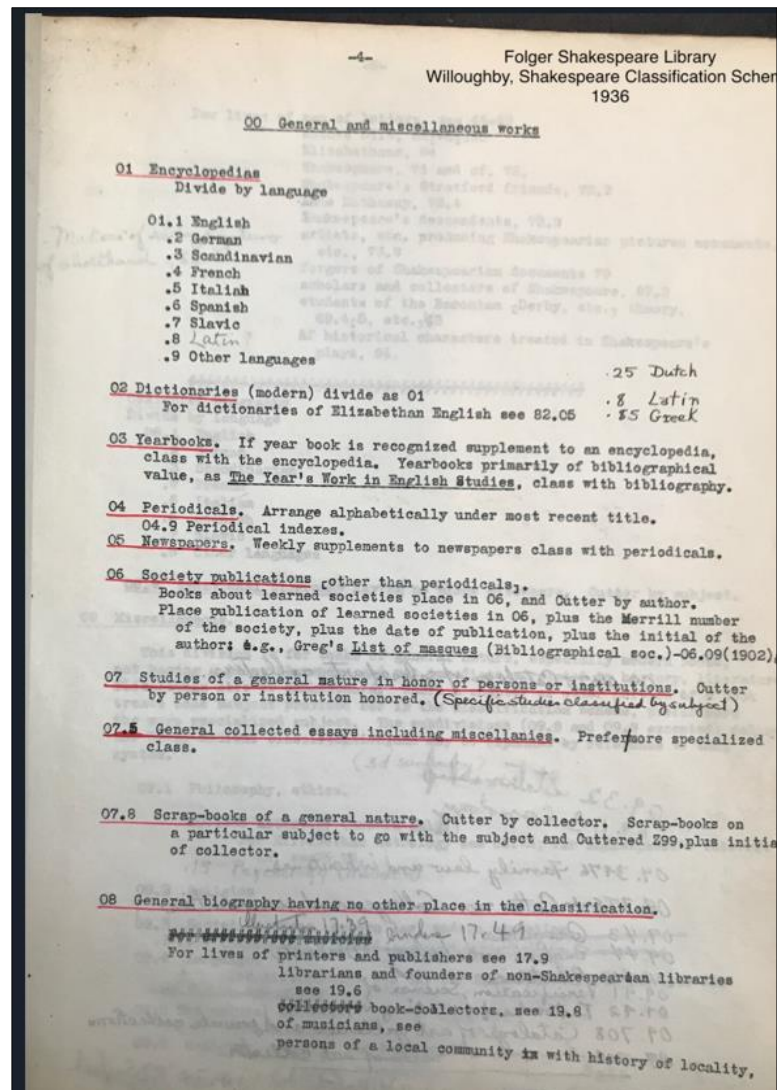 Folger Shakespeare Library
Willoughby, Shakespeare Classification Schem
1936
-4-
00 General and miscellaneous works
01 Encyclopedias
Divide by language
01.1 English
.2 German
.3 Scandinavian
.4 French
.5 Italian
.6 Spanish
.7 Slavic
.8 Latin
.9 Other languages
.25 Dutch
.8 Latin
.85 Greek
02 Dictionaries (modern) divide as 01
For dictionaries of Elizabethan English see 82.05
03 Yearbooks. If year book is recognized supplement to an encyclopedia,
class with the encyclopedia. Yearbooks primarily of bibliographical
value, as The Year's Work in English Studies, class with bibliography.
04 Periodicals. Arrange alphabetically under most recent title.
04.9 Periodical indexes.
05 Newspapers. Weekly supplements to newspapers class with periodicals.
06 Society publications [other than periodicals].
Books about learned societies place in 06, and Cutter by author.
Place publication of learned societies in 06, plus the Merrill number
of the society, plus the date of publication, plus the initial of the
author; e.g., Greg's List of masques (Bibliographical soc.)-06.09(1902),
07 Studies of a general nature in honor of persons or institutions. Cutter
by person or institution honored. (Specific studies classified by subject)
07.5 General collected essays including miscellanies. Prefer more specialized
class.
07.8 Scrap-books of a general nature. Cutter by collector. Scrap-books on
a particular subject to go with the subject and Cuttered Z99, plus initia
of collector.
08 General biography having no other place in the classification.
17.39 under 17.49
For lives of printers and publishers see 17.9
librarians and founders of non-Shakespearean libraries
see 19.6
book-collectors, see 19.8
of musicians, see
persons of a local community with history of locality,